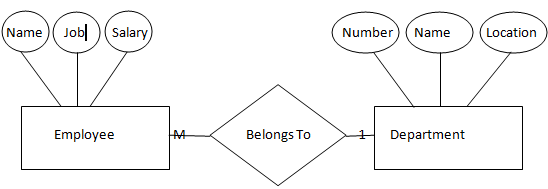 Name
Job
Salary
Number
Name
Location
Employee
M
Belongs To
1
Department